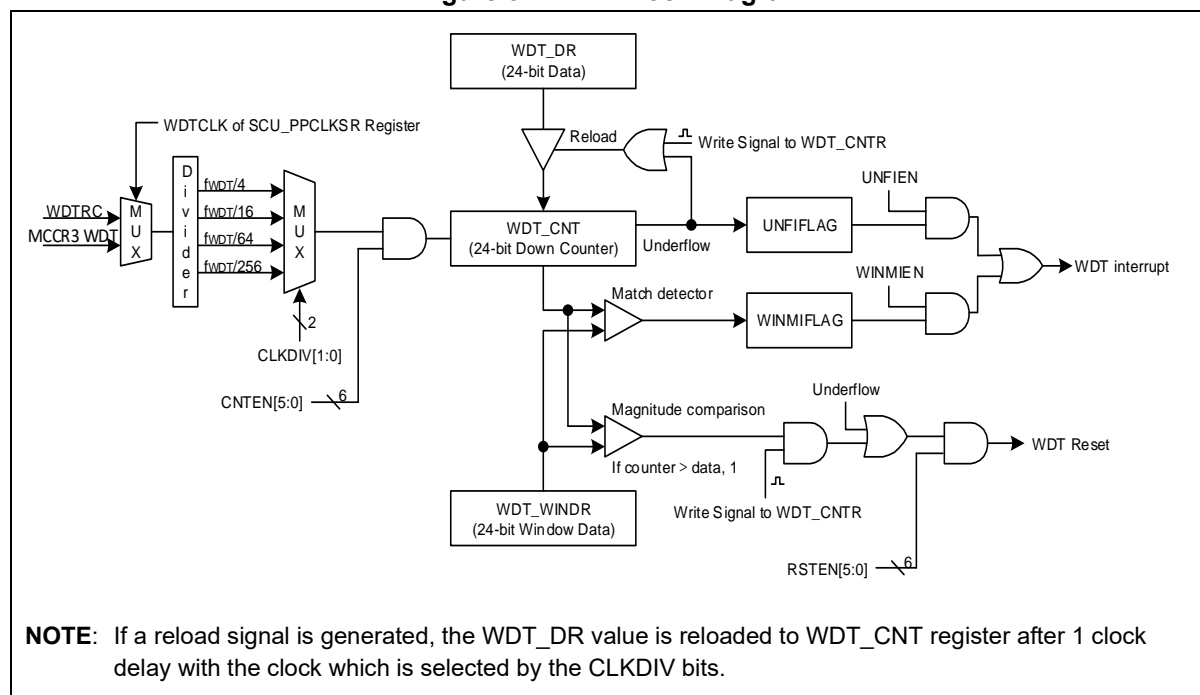 WDT_DR
(24-bit Data)
WDTCLK of SCU_PPCLKSR Register
Reload
Write Signal to WDT_CNTR
D
i
v
i
d
e
r
fWDT/4
fWDT/16
fWDT/64
fWDT/256
M
U
X
WDTRC
MCCR3 WDT
M
U
X
WDT_CNT
(24-bit Down Counter)
Underflow
UNFIEN
UNFIFLAG
WDT interrupt
WINMIEN
Match detector
WINMIFLAG
2
CLKDIV[1:0]
CNTEN[5:0]
6
Underflow
Magnitude comparison
If counter > data, 1
WDT Reset
WDT_WINDR
(24-bit Window Data)
Write Signal to WDT_CNTR
RSTEN[5:0]
6
NOTE: If a reload signal is generated, the WDT_DR value is reloaded to WDT_CNT register after 1 clock
delay with the clock which is selected by the CLKDIV bits.